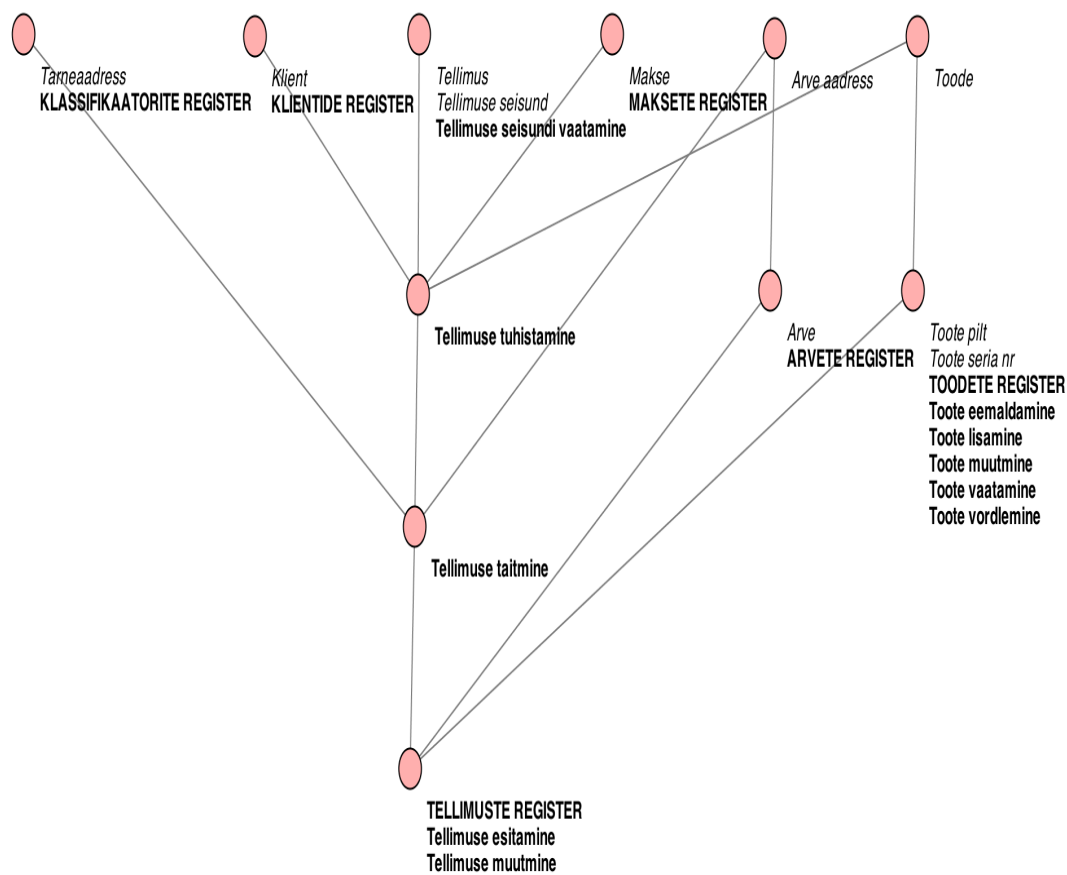 Tarneaadress
KLASSIFIKAATORITE REGISTER
Klient
KLIENTIDE REGISTER
Tellimus
Tellimuse seisund
Tellimuse seisundi vaatamine
Makse
MAKSETE REGISTER
Arve aadress
Toode
Tellimuse tuhistamine
Arve
ARVETE REGISTER
Toote pilt
Toote seria nr
TOODETE REGISTER
Toote eemaldamine
Toote lisamine
Toote muutmine
Toote vaatamine
Toote vordlemine
Tellimuse taitmine
TELLIMUSTE REGISTER
Tellimuse esitamine
Tellimuse muutmine